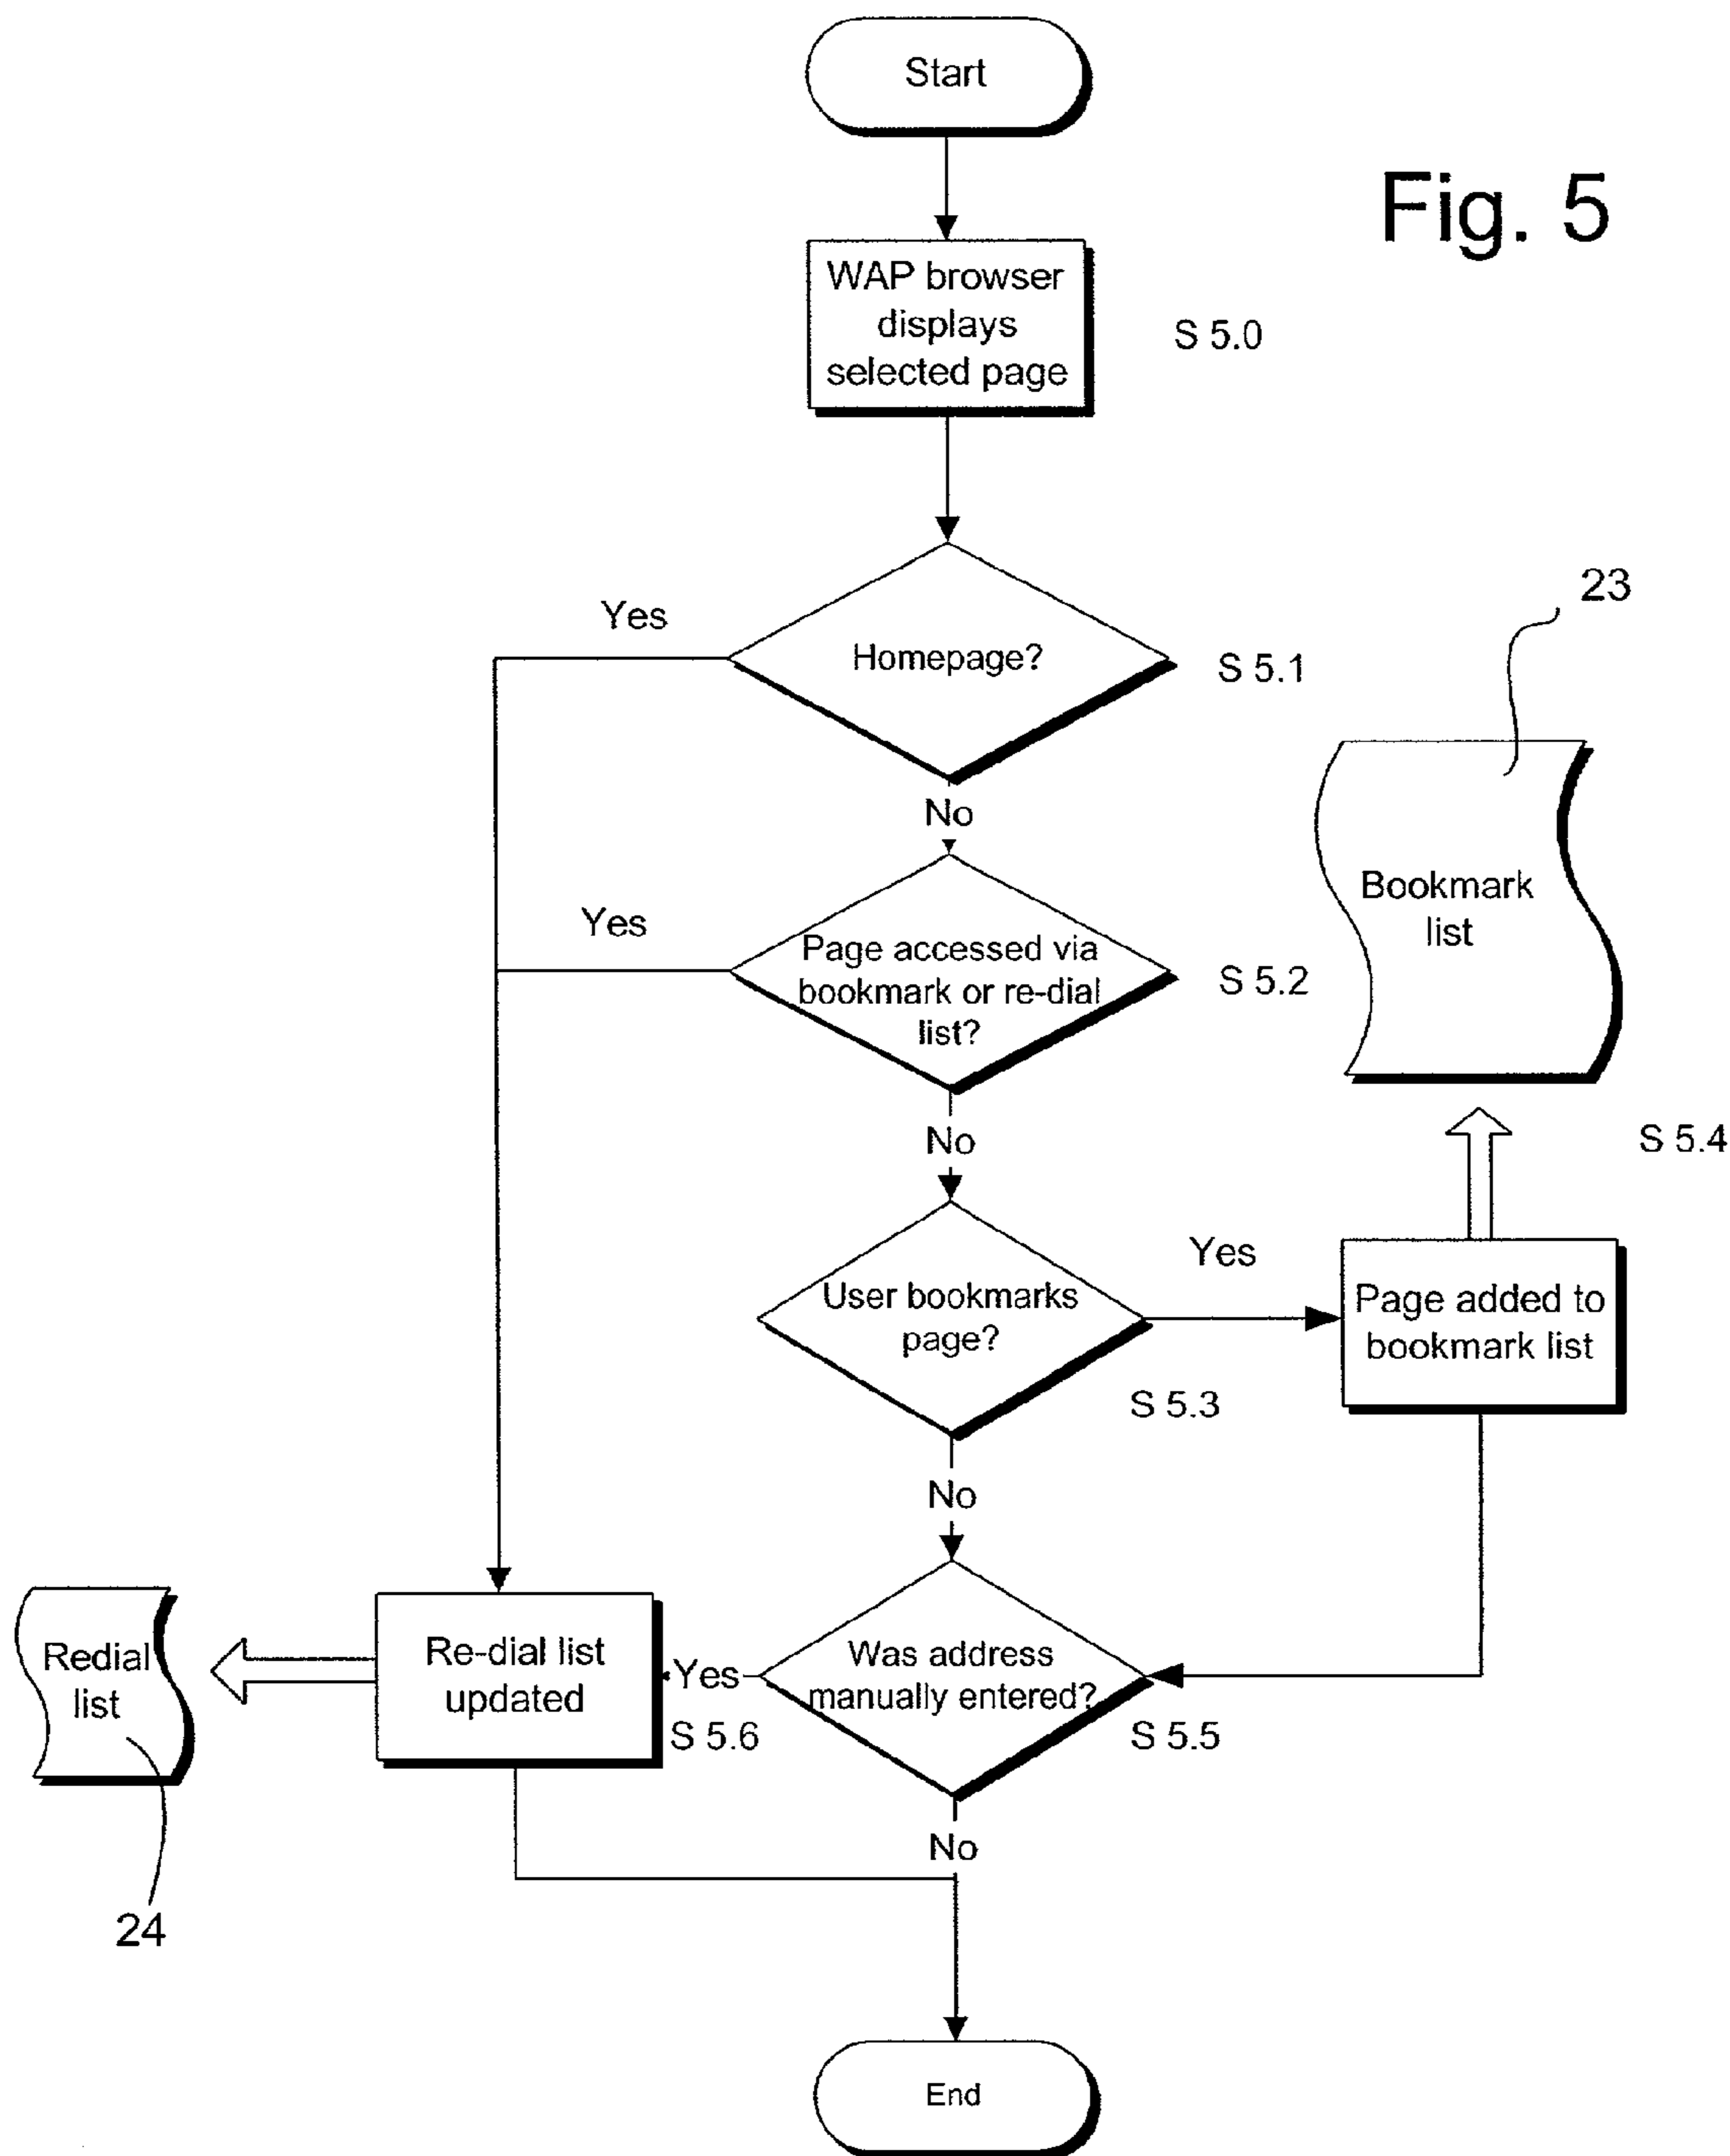 Start
Fig. 5
WAP browser
displays
selected page
S 5.0
Yes
Homepage?
S 5.1
23
No
Bookmark
list
Yes
Page accessed via
bookmark or re-dial
list?
S 5.2
No
S 5.4
User bookmarks
page?
Yes
Page added to
bookmark list
S 5.3
No
Redial
list
Re-dial list
updated
Yes
Was address
manually entered?
S 5.6
S 5.5
No
24
End